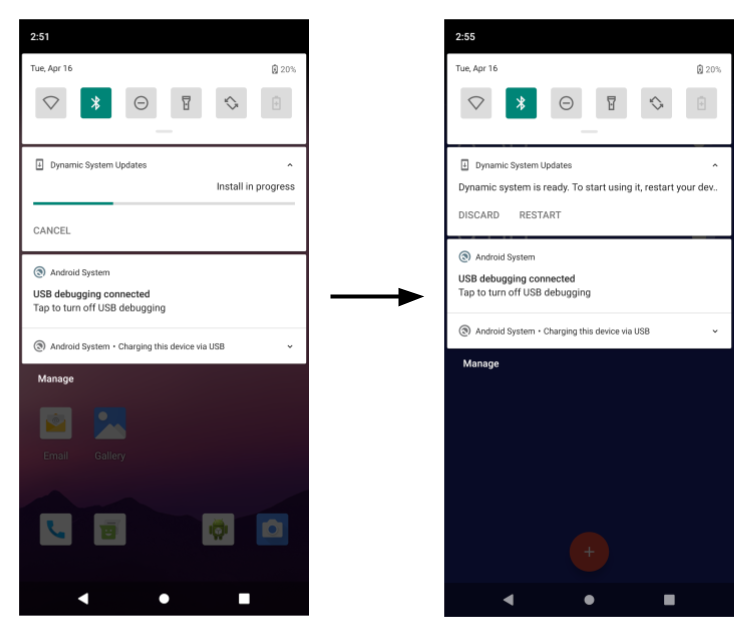 2:51
Tue, Apr 16
20%
Dynamic System Updates
Install in progress
CANCEL
Android System
USB debugging connected
Tap to turn off USB debugging
Android System • Charging this device via USB
Manage
Email
Gallery
2:55
Tue, Apr 16
20%
Dynamic System Updates
Dynamic system is ready. To start using it, restart your dev..
DISCARD RESTART
Android System
USB debugging connected
Tap to turn off USB debugging
Android System • Charging this device via USB
Manage